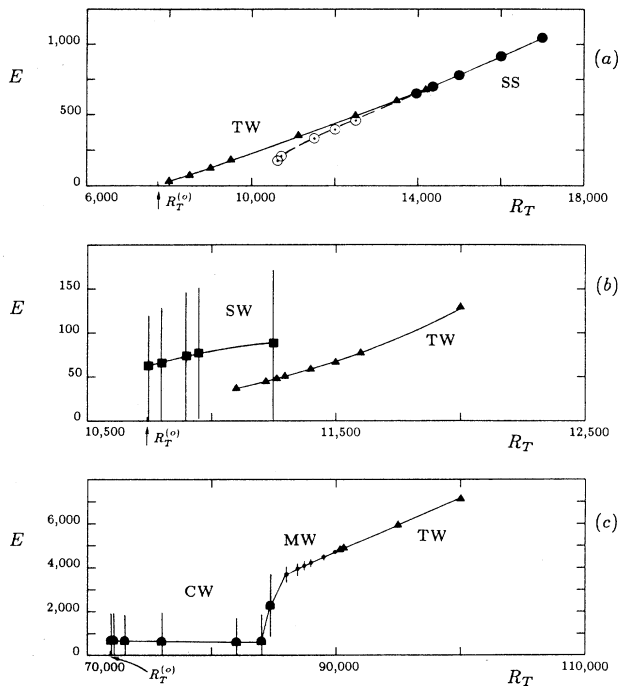 1,000
(a)
E
SS
500
TW
0
6,000
R_T^(o)
10,000
14,000
R_T
18,000
150
(b)
E
SW
100
TW
50
0
10,500
R_T^(o)
11,500
R_T
12,500
6,000
(c)
E
MW
TW
4,000
CW
2,000
0
70,000
R_T^(o)
90,000
R_T
110,000